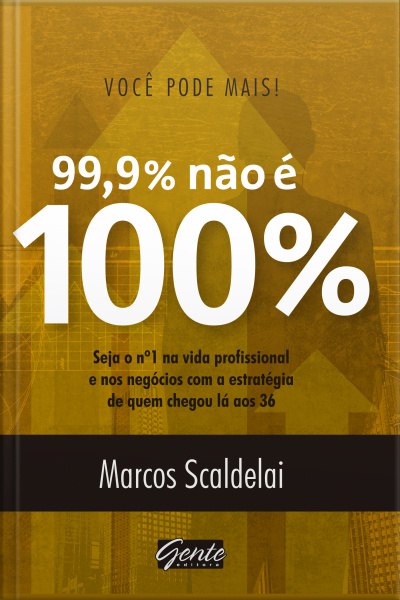 VOCÊ PODE MAIS!
99,9% não é
100%
Seja o nº1 na vida profissional
e nos negócios com a estratégia
de quem chegou lá aos 36
Marcos Scaldelai
Gente
editora